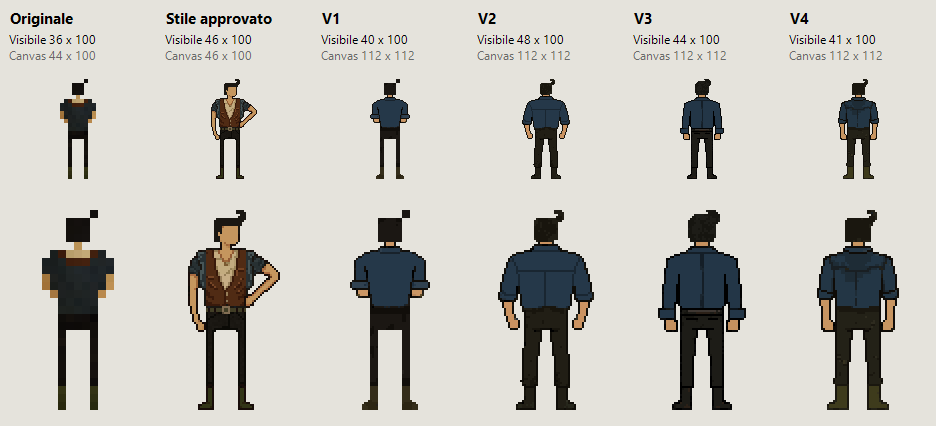 Originale
Visibile 36 x 100
Canvas 44 x 100
Stile approvato
Visibile 46 x 100
Canvas 46 x 100
V1
Visibile 40 x 100
Canvas 112 x 112
V2
Visibile 48 x 100
Canvas 112 x 112
V3
Visibile 44 x 100
Canvas 112 x 112
V4
Visibile 41 x 100
Canvas 112 x 112